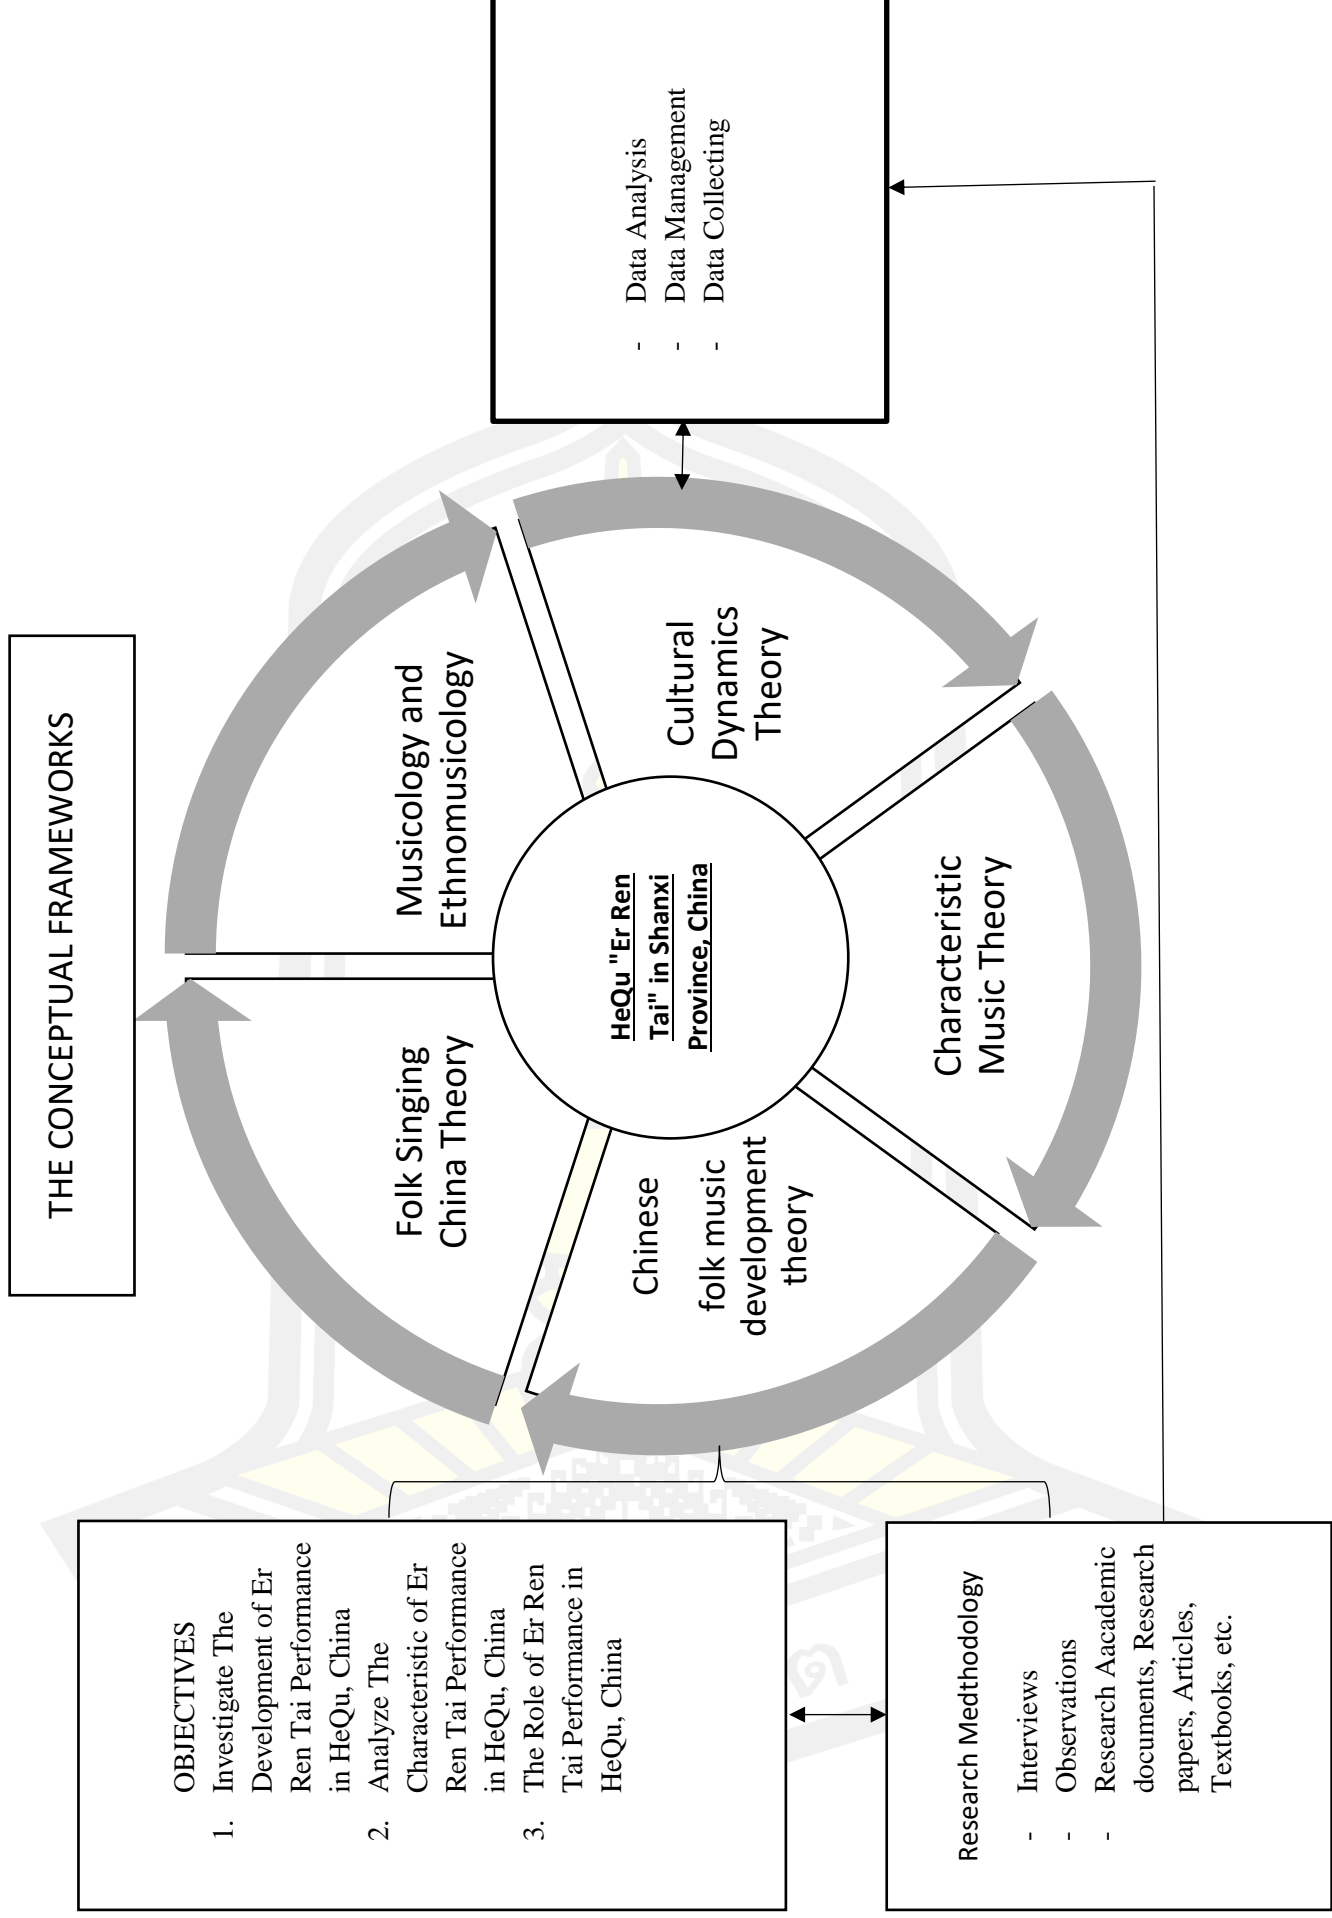 THE CONCEPTUAL FRAMEWORKS
OBJECTIVES
1. Investigate The
Development of Er
Ren Tai Performance
in HeQu, China
2. Analyze The
Characteristic of Er
Ren Tai Performance
in HeQu, China
3. The Role of Er Ren
Tai Performance in
HeQu, China
Research Medthodology
- Interviews
- Observations
- Research Aacademic
documents, Research
papers, Articles,
Textbooks, etc.
Folk Singing
China Theory
Musicology and
Ethnomusicology
Cultural
Dynamics
Theory
Characteristic
Music Theory
Chinese
folk music
development
theory
HeQu "Er Ren
Tai" in Shanxi
Province, China
- Data Analysis
- Data Management
- Data Collecting